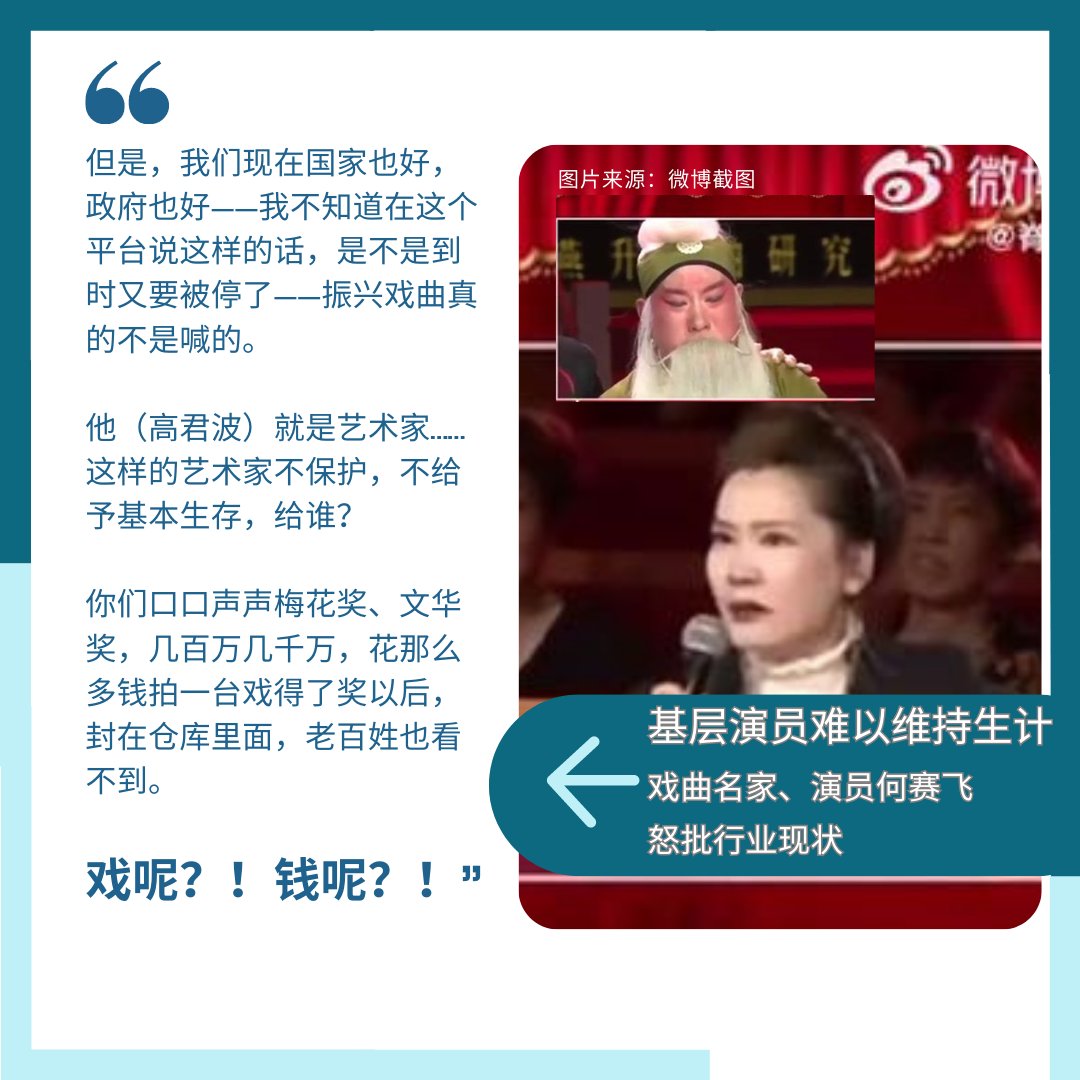 但是，我们现在国家也好，
政府也好——我不知道在这个
平台说这样的话，是不是到
时又要被停了——振兴戏曲真
的不是喊的。
他（高君波）就是艺术家……
这样的艺术家不保护，不给
予基本生存，给谁？
你们口口声声梅花奖、文华
奖，几百万几千万，花那么
多钱拍一台戏得了奖以后，
封在仓库里面，老百姓也看
不到。
戏呢？！钱呢？！”
图片来源：微博截图
微博
@脊
燕升
研究
基层演员难以维持生计
戏曲名家、演员何赛飞
怒批行业现状